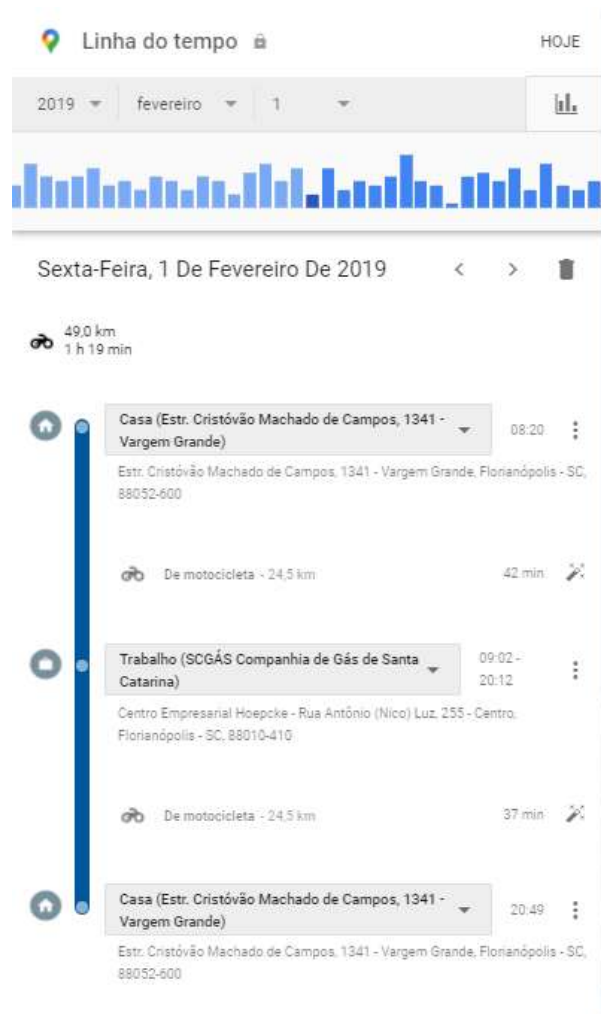 Linha do tempo
HOJE
2019
fevereiro
1
Sexta-Feira, 1 De Fevereiro De 2019
49,0 km
1 h 19 min
Casa (Estr. Cristóvão Machado de Campos, 1341 -
Vargem Grande)
08:20
Estr. Cristóvão Machado de Campos, 1341 - Vargem Grande, Florianópolis - SC,
88052-600
De motocicleta - 24,5 km
42 min
Trabalho (SCGÁS Companhia de Gás de Santa
Catarina)
09:02 -
20:12
Centro Empresarial Hoepcke - Rua Antônio (Nico) Luz, 255 - Centro,
Florianópolis - SC, 88010-410
De motocicleta - 24,5 km
37 min
Casa (Estr. Cristóvão Machado de Campos, 1341 -
Vargem Grande)
20:49
Estr. Cristóvão Machado de Campos, 1341 - Vargem Grande, Florianópolis - SC,
88052-600